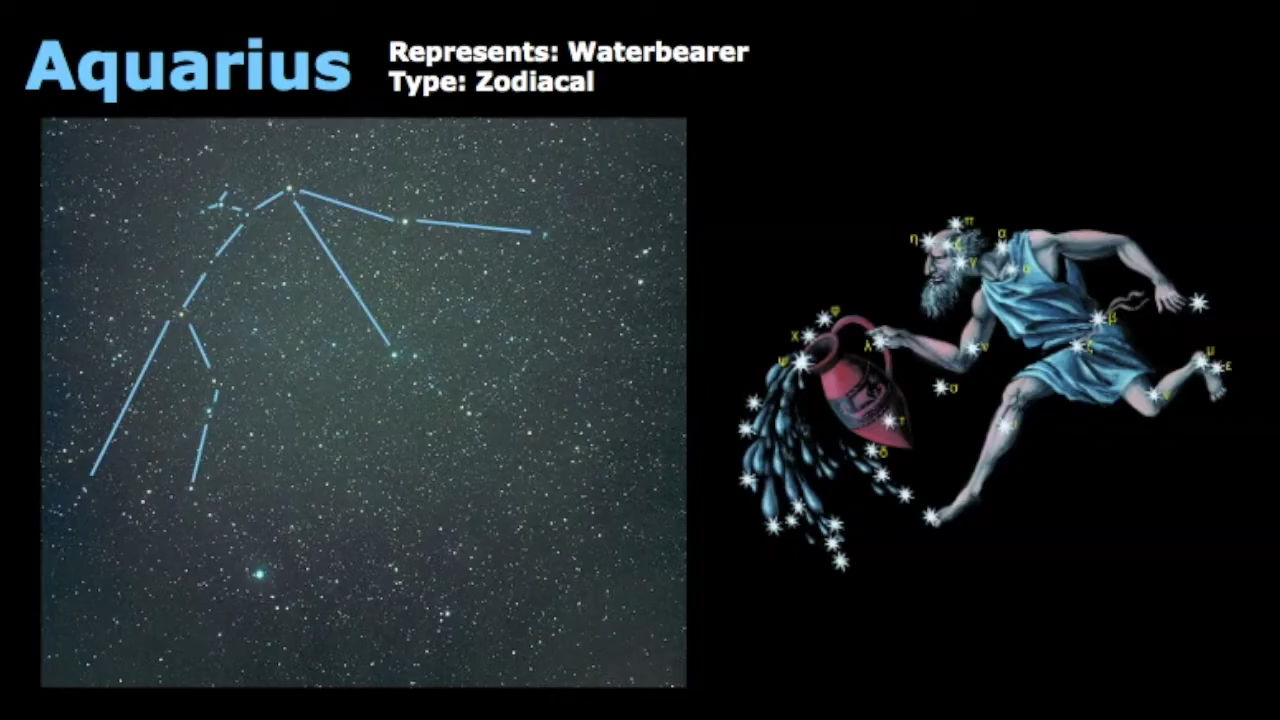 Aquarius
Represents: Waterbearer
Type: Zodiacal
π
η
α
ζ
γ
ο
φ
χ
λ
ψ
ν
β
ξ
σ
μ
ε
ν
τ
δ